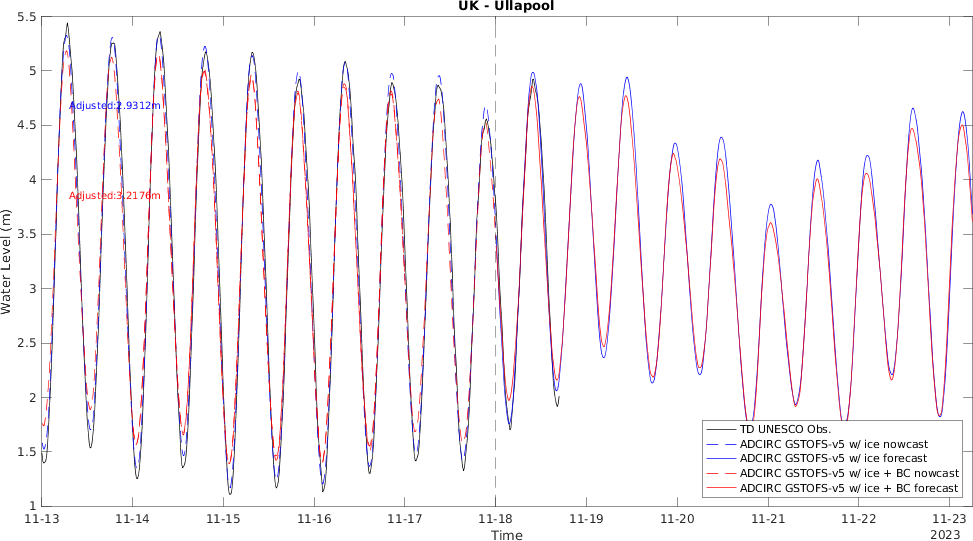 UK - Ullapool
5.5
5
4.5
4
3.5
3
2.5
2
1.5
1
Water Level (m)
Adjusted:2.9312m
Adjusted:3.2176m
TD UNESCO Obs.
ADCIRC GSTOFS-v5 w/ ice nowcast
ADCIRC GSTOFS-v5 w/ ice forecast
ADCIRC GSTOFS-v5 w/ ice + BC nowcast
ADCIRC GSTOFS-v5 w/ ice + BC forecast
11-13 11-14 11-15 11-16 11-17 11-18 11-19 11-20 11-21 11-22 11-23
Time
2023